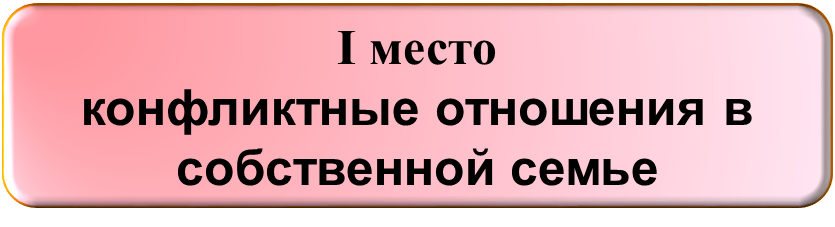 I место
конфликтные отношения в
собственной семье